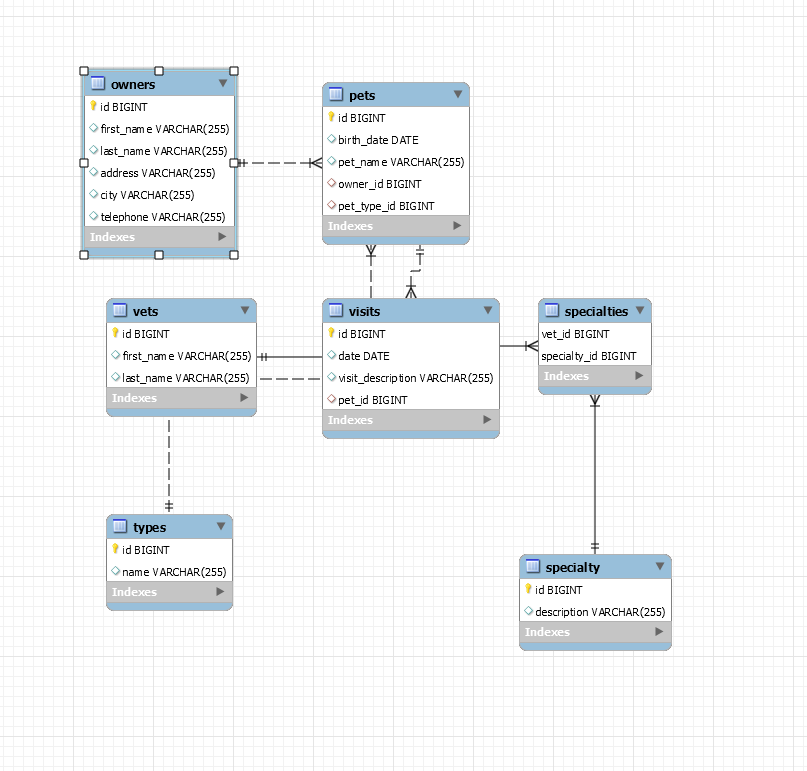 owners
id BIGINT
first_name VARCHAR(255)
last_name VARCHAR(255)
address VARCHAR(255)
city VARCHAR(255)
telephone VARCHAR(255)
Indexes
pets
id BIGINT
birth_date DATE
pet_name VARCHAR(255)
owner_id BIGINT
pet_type_id BIGINT
Indexes
vets
id BIGINT
first_name VARCHAR(255)
last_name VARCHAR(255)
Indexes
visits
id BIGINT
date DATE
visit_description VARCHAR(255)
pet_id BIGINT
Indexes
specialties
vet_id BIGINT
specialty_id BIGINT
Indexes
types
id BIGINT
name VARCHAR(255)
Indexes
specialty
id BIGINT
description VARCHAR(255)
Indexes